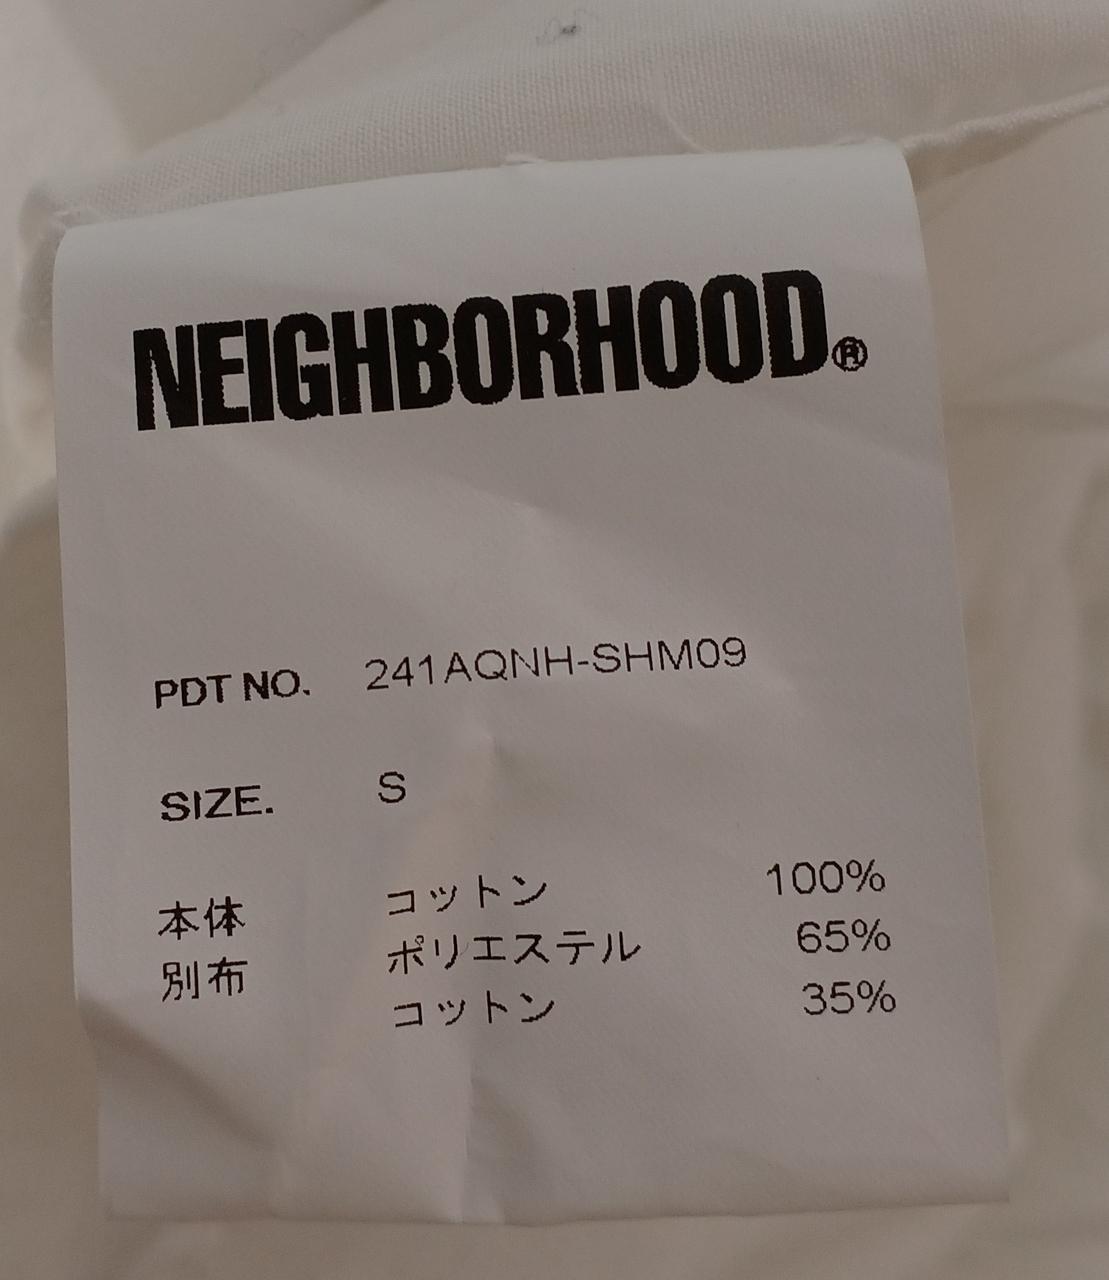 NEIGHBORHOOD®
PDT NO. 241AQNH-SHM09
SIZE. S
本体 コットン 100%
別布 ポリエステル 65%
コットン 35%